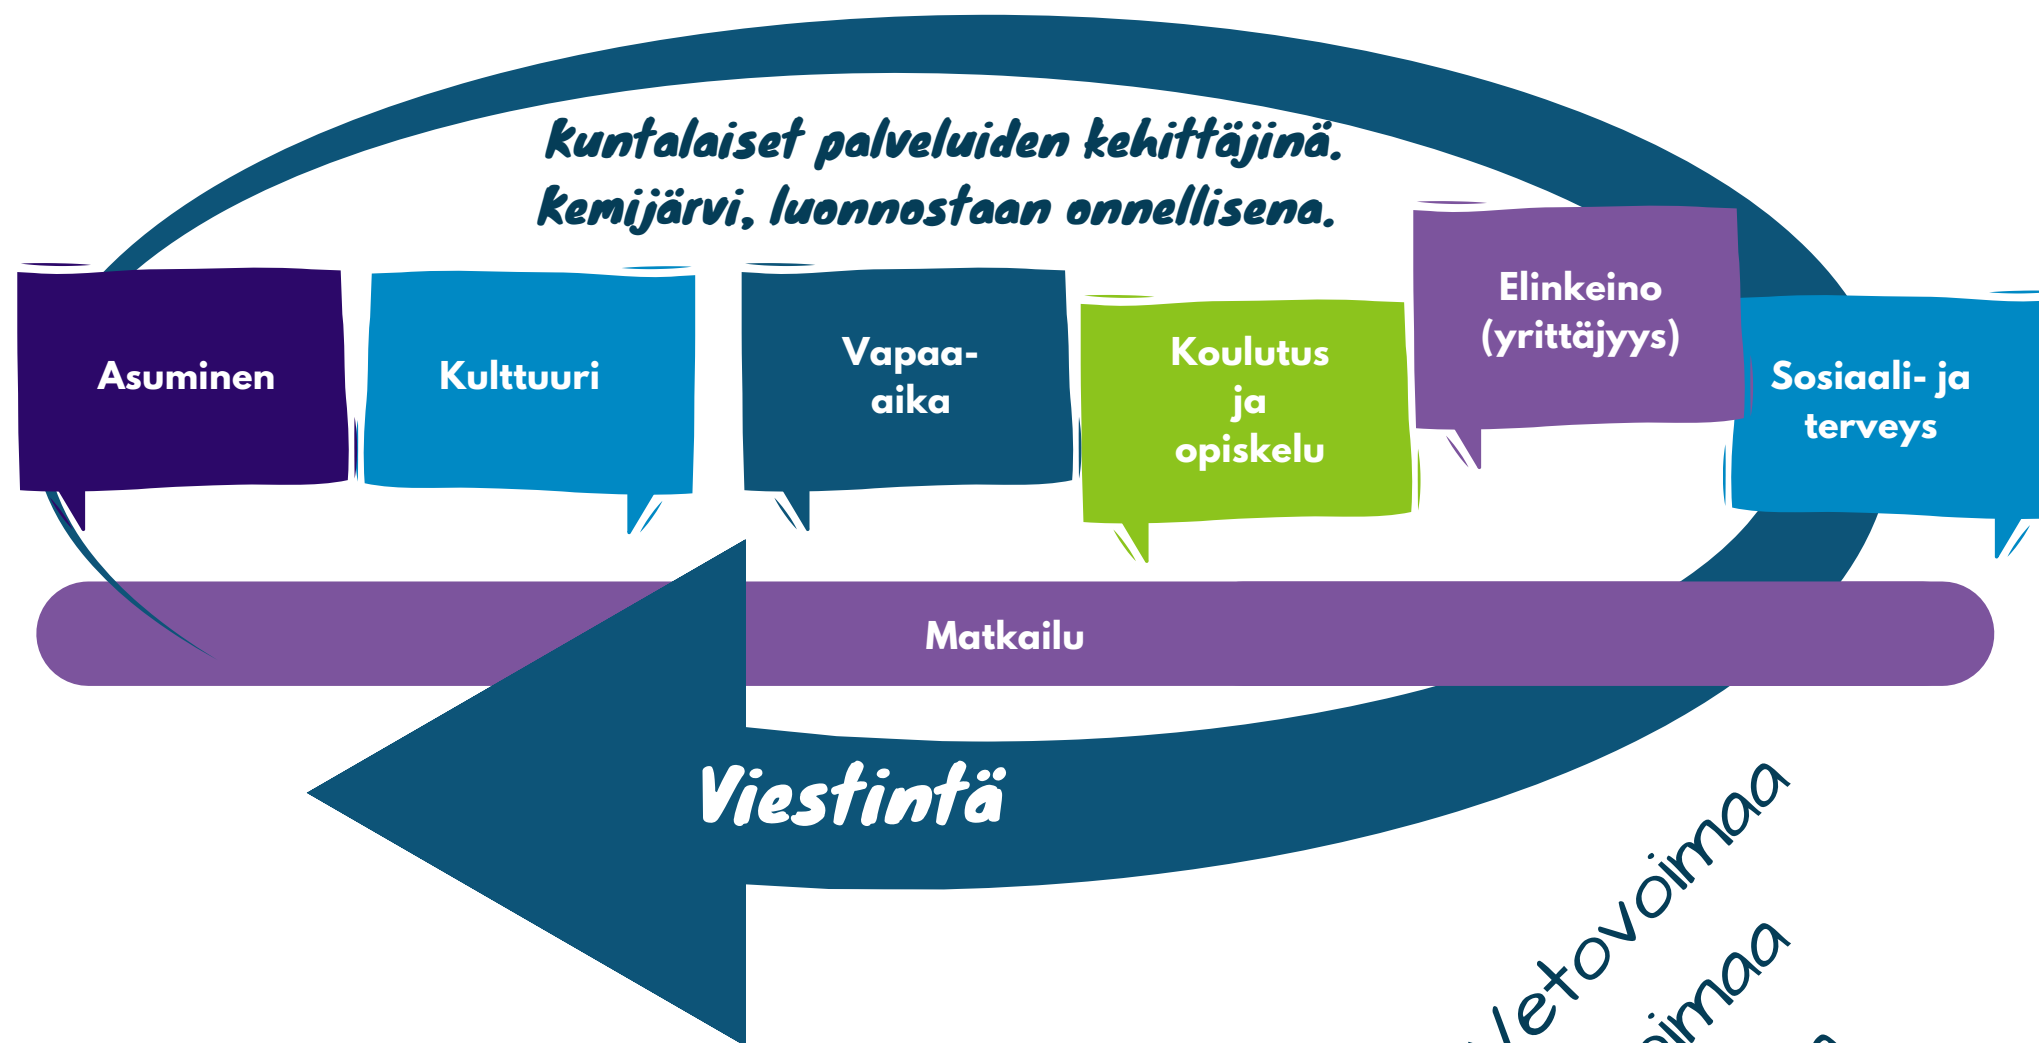 Kuntalaiset palveluiden kehittäjinä.
Kemijärvi, luonnostaan onnellisena.
Asuminen
Kulttuuri
Vapaa-
aika
Koulutus
ja
opiskelu
Elinkeino
(yrittäjyys)
Sosiaali- ja
terveys
Matkailu
Viestintä
Vetovoimaa